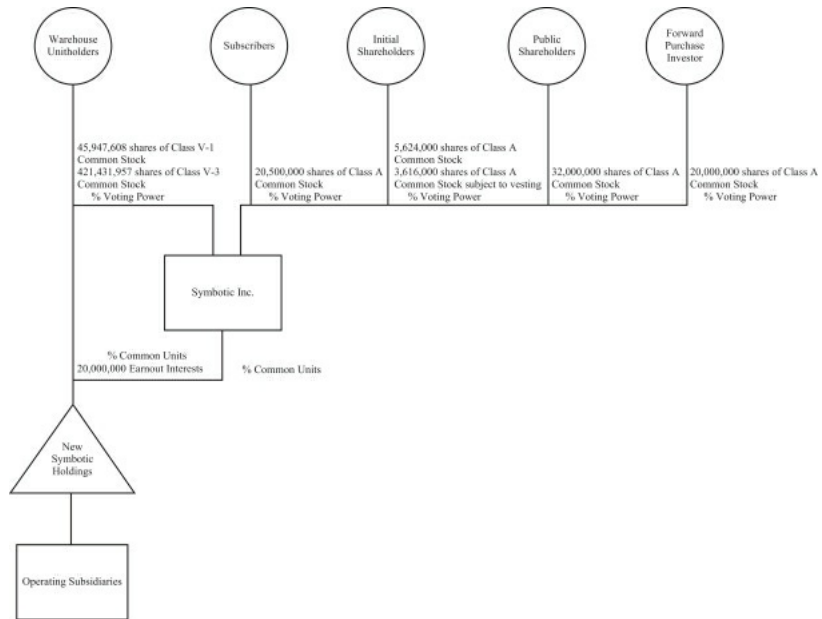 Warehouse
Unitholders
Subscribers
Initial
Shareholders
Public
Shareholders
Forward
Purchase
Investor
45,947,608 shares of Class V-1
Common Stock
421,431,957 shares of Class V-3
Common Stock
% Voting Power
20,500,000 shares of Class A
Common Stock
% Voting Power
5,624,000 shares of Class A
Common Stock
3,616,000 shares of Class A
Common Stock subject to vesting
% Voting Power
32,000,000 shares of Class A
Common Stock
% Voting Power
20,000,000 shares of Class A
Common Stock
% Voting Power
Symbotic Inc.
% Common Units
20,000,000 Earnout Interests
% Common Units
New
Symbotic
Holdings
Operating Subsidiaries